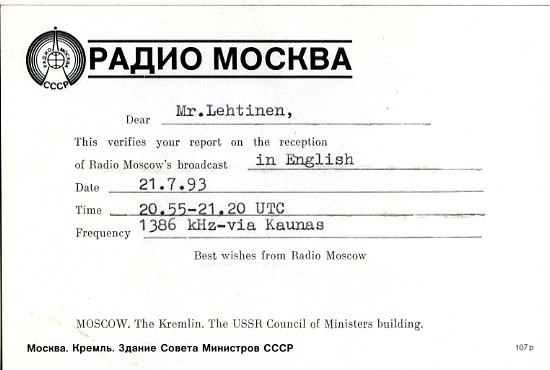 РАДИО МОСКВА
РАДИО МОСКВА
СССР
Dear Mr.Lehtinen,
This verifies your report on the reception
of Radio Moscow's broadcast in English
Date 21.7.93
Time 20.55-21.20 UTC
Frequency 1386 kHz-via Kaunas
Best wishes from Radio Moscow
MOSCOW. The Kremlin. The USSR Council of Ministers building.
Москва. Кремль. Здание Совета Министров СССР
107 р